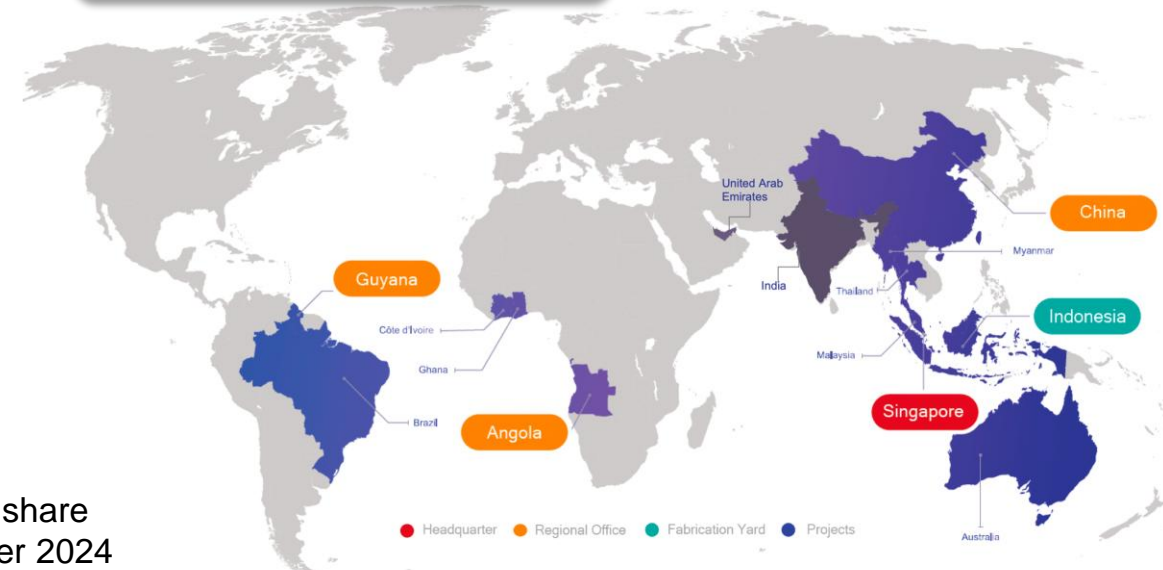 United Arab
Emirates
China
Myanmar
India
Thailand
Guyana
Indonesia
Côte d'Ivoire
Malaysia
Ghana
Singapore
Brazil
Angola
share
er 2024
Headquarter
Regional Office
Fabrication Yard
Projects
Australia